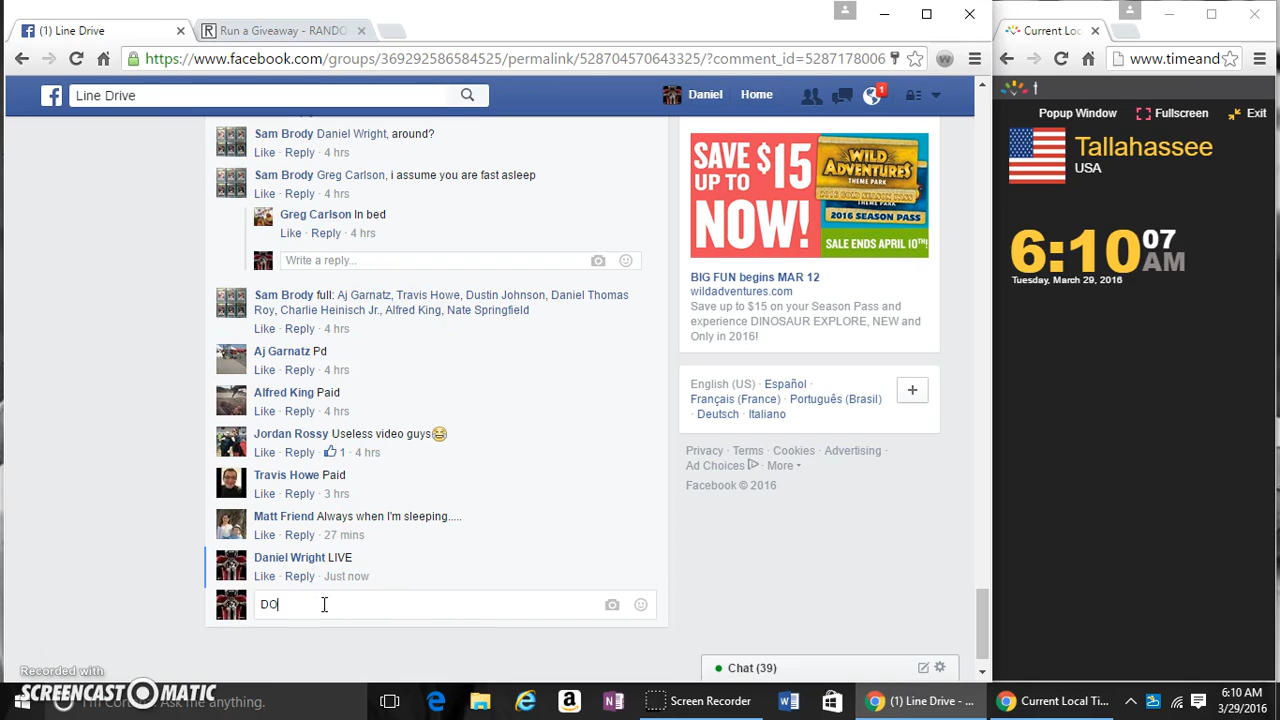 (1) Line Drive
Run a Giveaway - RANDO
Current Loc
https://www.facebook.com/groups/369292586584525/permalink/528704570643325/?comment_id=5287178006
www.timeand
Line Drive
Daniel Home
1
t
Popup Window Fullscreen Exit
Tallahassee
USA
6:10 07 AM
Tuesday, March 29, 2016
Sam Brody Daniel Wright, around?
Like · Reply · 4 hrs
Sam Brody Greg Carlson, i assume you are fast asleep
Like · Reply · 4 hrs
Greg Carlson In bed
Like · Reply · 4 hrs
Write a reply...
Sam Brody full: Aj Garnatz, Travis Howe, Dustin Johnson, Daniel Thomas
Roy, Charlie Heinisch Jr., Alfred King, Nate Springfield
Like · Reply · 4 hrs
Aj Garnatz Pd
Like · Reply · 4 hrs
Alfred King Paid
Like · Reply · 4 hrs
Jordan Rossy Useless video guys😆
Like · Reply · 1 · 4 hrs
Travis Howe Paid
Like · Reply · 3 hrs
Matt Friend Always when I'm sleeping.....
Like · Reply · 27 mins
Daniel Wright LIVE
Like · Reply · Just now
DO
SAVE $15
UP TO
NOW!
WILD
ADVENTURES
THEME PARK
2016 GOLD SEASON PASS
2016 SEASON PASS
SALE ENDS APRIL 10TH!
BIG FUN begins MAR 12
wildadventures.com
Save up to $15 on your Season Pass and
experience DINOSAUR EXPLORE, NEW and
Only in 2016!
English (US) · Español ·
Français (France) · Português (Brasil)
· Deutsch · Italiano
Privacy · Terms · Cookies · Advertising ·
Ad Choices · More
Facebook © 2016
Chat (39)
Recorded with
SCREENCAST-O-MATIC
I'm Cortana. Ask me anything.
Screen Recorder
(1) Line Drive - ...
Current Local Ti...
6:10 AM
3/29/2016